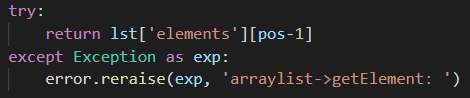 try:
    return lst['elements'][pos-1]
except Exception as exp:
    error.reraise(exp, 'arraylist->getElement: ')